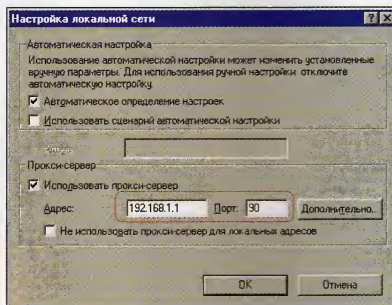 Настройка локальной сети
Автоматическая настройка
Использование автоматической настройки может изменить установленные
вручную параметры. Для использования ручной настройки отключите
автоматическую настройку.
Автоматическое определение настроек
Использовать сценарий автоматической настройки
Прокси-сервер
Использовать прокси-сервер
Адрес: 192.168.1.1 Порт: 90 Дополнительно...
Не использовать прокси-сервер для локальных адресов
OK Отмена